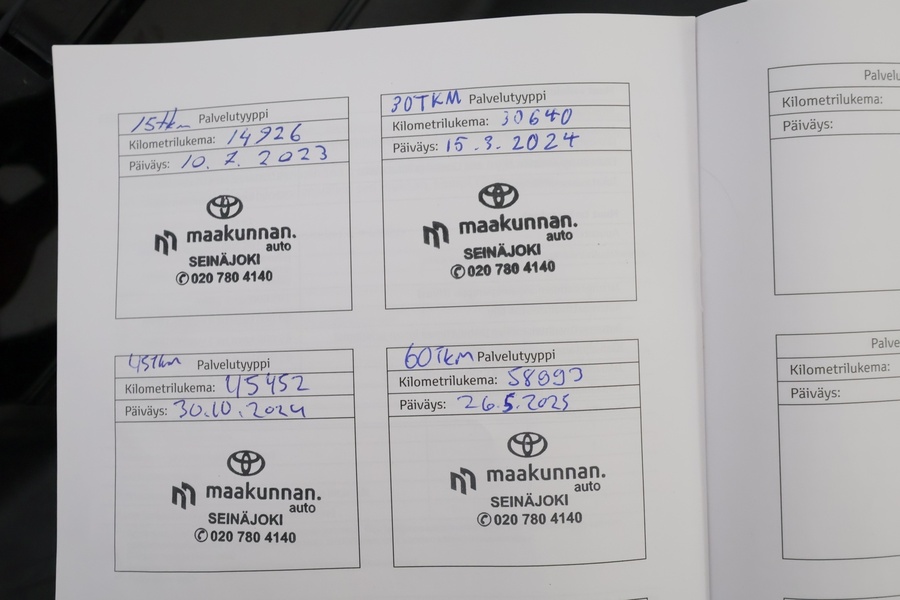 15tkm Palvelutyyppi
Kilometrilukema: 14926
Päiväys: 10. 7. 2023
maakunnan.
auto
SEINÄJOKI
✆020 780 4140
30TKM Palvelutyyppi
Kilometrilukema: 30640
Päiväys: 15.3.2024
maakunnan.
auto
SEINÄJOKI
✆020 780 4140
45Tkm Palvelutyyppi
Kilometrilukema: 45452
Päiväys: 30.10.2024
maakunnan.
auto
SEINÄJOKI
✆020 780 4140
60Tkm Palvelutyyppi
Kilometrilukema:
Päiväys: 26.5.2025
maakunnan.
auto
SEINÄJOKI
✆020 780 4140
Palvelu
Kilometrilukema:
Päiväys:
Palve
Kilometrilukema:
Päiväys: